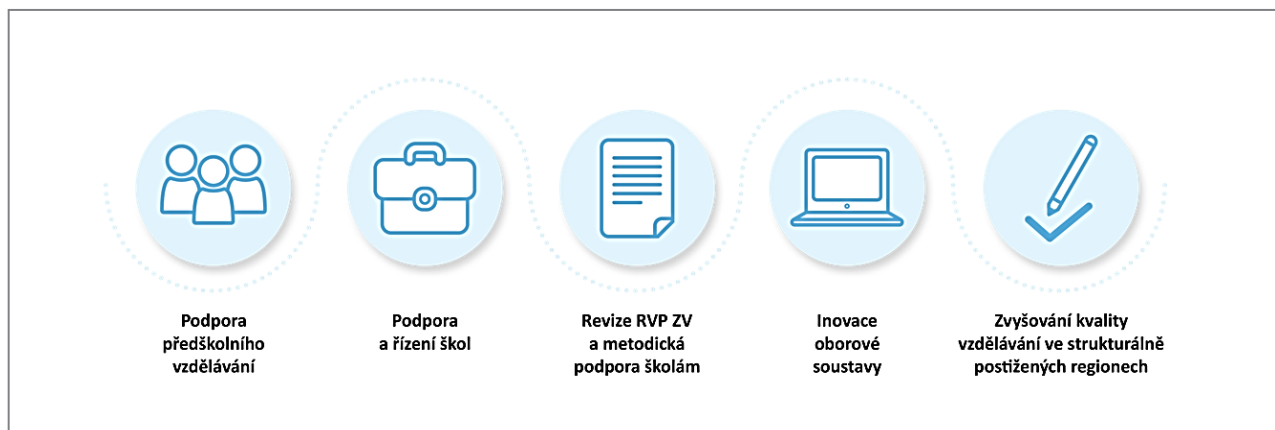 Podpora
předškolního
vzdělávání
Podpora
a řízení škol
Revize RVP ZV
a metodická
podpora školám
Inovace
oborové
soustavy
Zvyšování kvality
vzdělávání ve strukturálně
postižených regionech